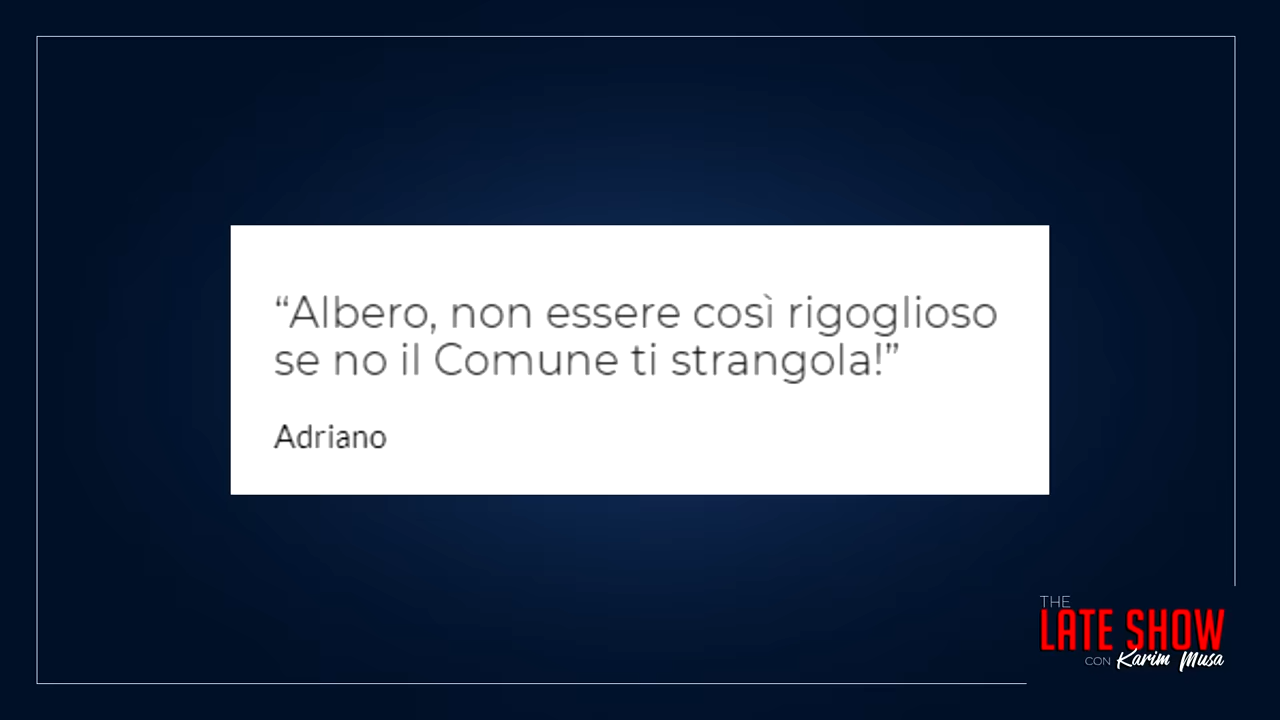 “Albero, non essere così rigoglioso
se no il Comune ti strangola!”
Adriano
THE
LATE SHOW
CON Karim Musa